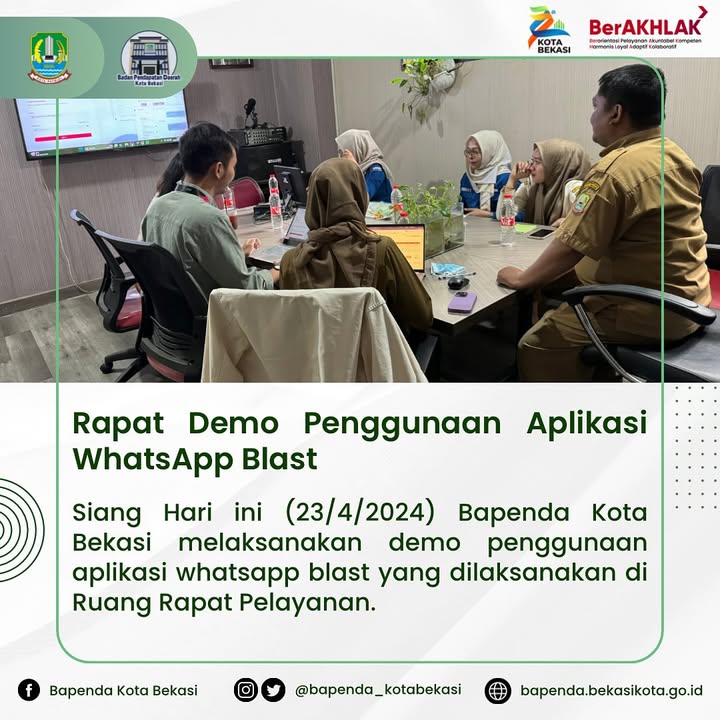 Badan Pendapatan Daerah
Kota Bekasi
KOTA
BEKASI
BerAKHLAK
Berorientasi Pelayanan Akuntabel Kompeten
Harmonis Loyal Adaptif Kolaboratif
Rapat Demo Penggunaan Aplikasi
WhatsApp Blast
Siang Hari ini (23/4/2024) Bapenda Kota
Bekasi melaksanakan demo penggunaan
aplikasi whatsapp blast yang dilaksanakan di
Ruang Rapat Pelayanan.
Bapenda Kota Bekasi
@bapenda_kotabekasi
bapenda.bekasikota.go.id